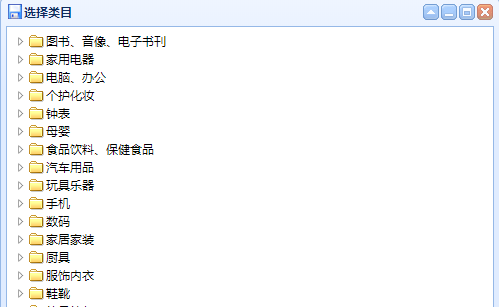 选择类目
图书、音像、电子书刊
家用电器
电脑、办公
个护化妆
钟表
母婴
食品饮料、保健食品
汽车用品
玩具乐器
手机
数码
家居家装
厨具
服饰内衣
鞋靴